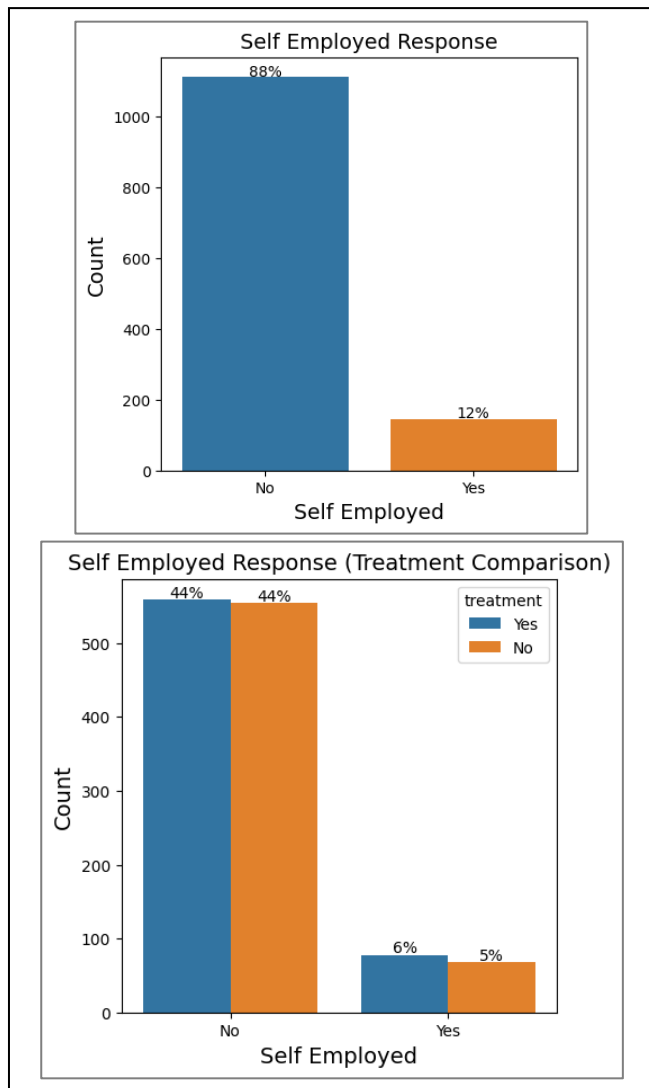 Self Employed Response
88%
1000
800
600
400
200
0
12%
Count
No Yes
Self Employed
Self Employed Response (Treatment Comparison)
44% 44%
treatment
Yes
No
500
400
300
200
100
0
6% 5%
Count
No Yes
Self Employed